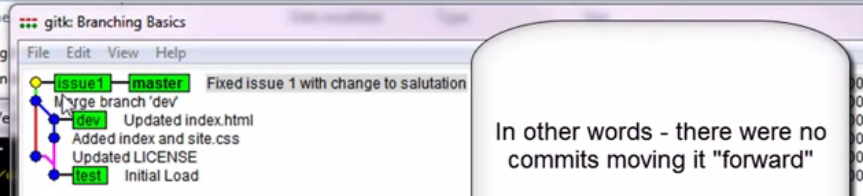 gitk: Branching Basics
File Edit View Help
issue1 master Fixed issue 1 with change to salutation
Merge branch 'dev'
dev Updated index.html
Added index and site.css
Updated LICENSE
test Initial Load
In other words - there were no
commits moving it "forward"